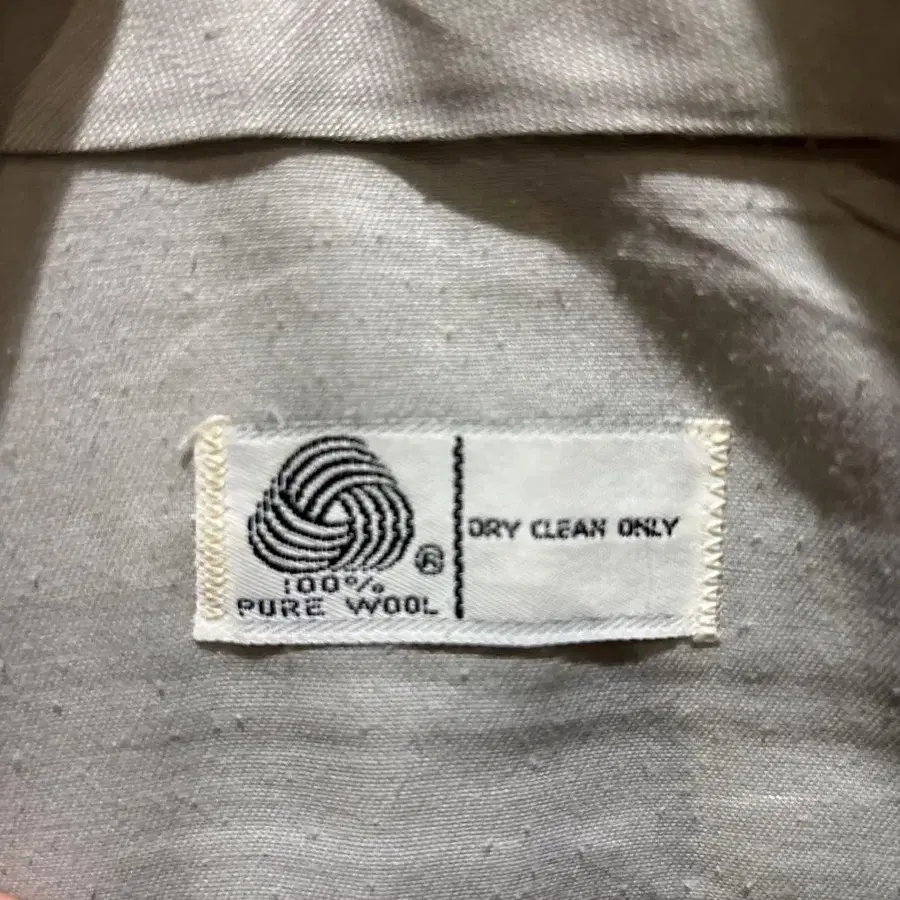 ®
100%
PURE WOOL
DRY CLEAN ONLY